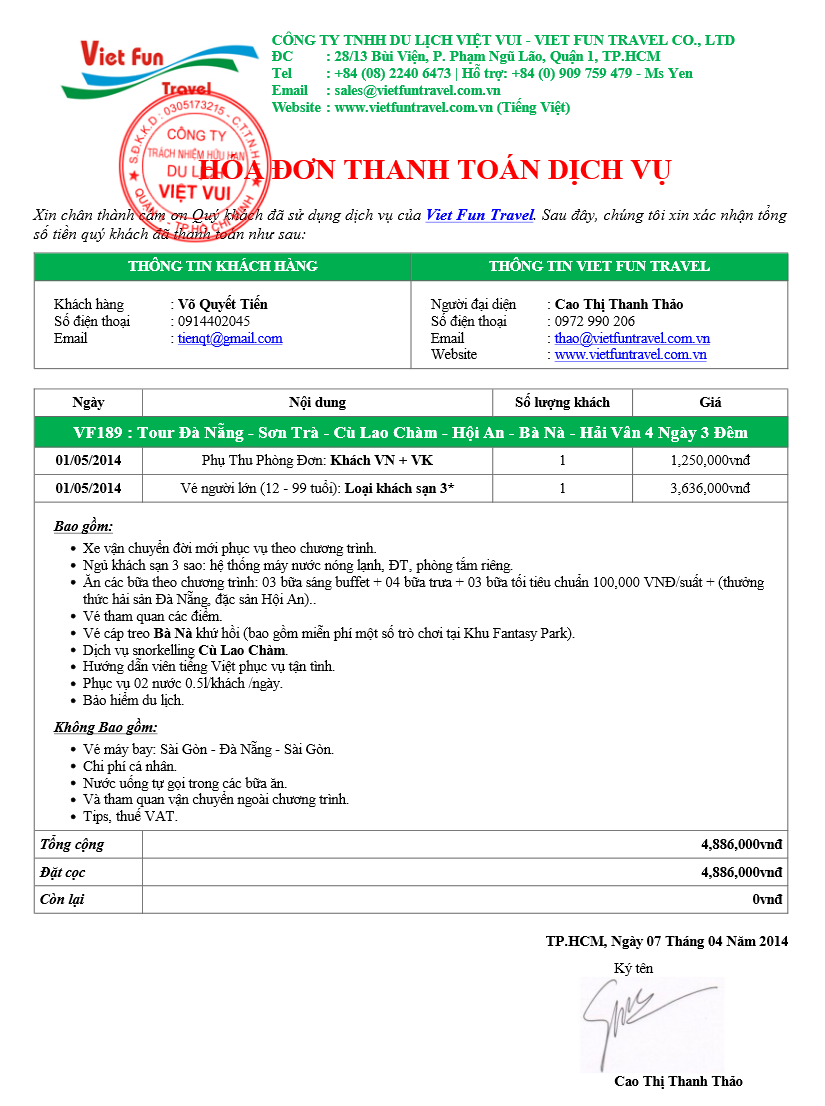 Viet Fun
Travel
CÔNG TY TNHH DU LỊCH VIỆT VUI - VIET FUN TRAVEL CO., LTD
ĐC : 28/13 Bùi Viện, P. Phạm Ngũ Lão, Quận 1, TP.HCM
Tel : +84 (08) 2240 6473 | Hỗ trợ: +84 (0) 909 759 479 - Ms Yen
Email : sales@vietfuntravel.com.vn
Website : www.vietfuntravel.com.vn (Tiếng Việt)
S.Đ.K.K.D : 0305173215 - C.T.T.N.H.H
CÔNG TY
TRÁCH NHIỆM HỮU HẠN
DU LỊCH
VIỆT VUI
QUẬN 1 - TP.HỒ CHÍ MINH
HÓA ĐƠN THANH TOÁN DỊCH VỤ
Xin chân thành cám ơn Quý khách đã sử dụng dịch vụ của Viet Fun Travel. Sau đây, chúng tôi xin xác nhận tổng
số tiền quý khách đã thanh toán như sau:
THÔNG TIN KHÁCH HÀNG THÔNG TIN VIET FUN TRAVEL
Khách hàng : Võ Quyết Tiến
Số điện thoại : 0914402045
Email : tienqt@gmail.com
Người đại diện : Cao Thị Thanh Thảo
Số điện thoại : 0972 990 206
Email : thao@vietfuntravel.com.vn
Website : www.vietfuntravel.com.vn
Ngày Nội dung Số lượng khách Giá
VF189 : Tour Đà Nẵng - Sơn Trà - Cù Lao Chàm - Hội An - Bà Nà - Hải Vân 4 Ngày 3 Đêm
01/05/2014 Phụ Thu Phòng Đơn: Khách VN + VK 1 1,250,000vnđ
01/05/2014 Vé người lớn (12 - 99 tuổi): Loại khách sạn 3* 1 3,636,000vnđ
Bao gồm:
• Xe vận chuyển đời mới phục vụ theo chương trình.
• Ngủ khách sạn 3 sao: hệ thống máy nước nóng lạnh, ĐT, phòng tắm riêng.
• Ăn các bữa theo chương trình: 03 bữa sáng buffet + 04 bữa trưa + 03 bữa tối tiêu chuẩn 100,000 VNĐ/suất + (thưởng
thức hải sản Đà Nẵng, đặc sản Hội An)..
• Vé tham quan các điểm.
• Vé cáp treo Bà Nà khứ hồi (bao gồm miễn phí một số trò chơi tại Khu Fantasy Park).
• Dịch vụ snorkelling Cù Lao Chàm.
• Hướng dẫn viên tiếng Việt phục vụ tận tình.
• Phục vụ 02 nước 0.5l/khách /ngày.
• Bảo hiểm du lịch.
Không Bao gồm:
• Vé máy bay: Sài Gòn - Đà Nẵng - Sài Gòn.
• Chi phí cá nhân.
• Nước uống tự gọi trong các bữa ăn.
• Và tham quan vận chuyển ngoài chương trình.
• Tips, thuế VAT.
Tổng cộng 4,886,000vnđ
Đặt cọc 4,886,000vnđ
Còn lại 0vnđ
TP.HCM, Ngày 07 Tháng 04 Năm 2014
Ký tên
Cao Thị Thanh Thảo